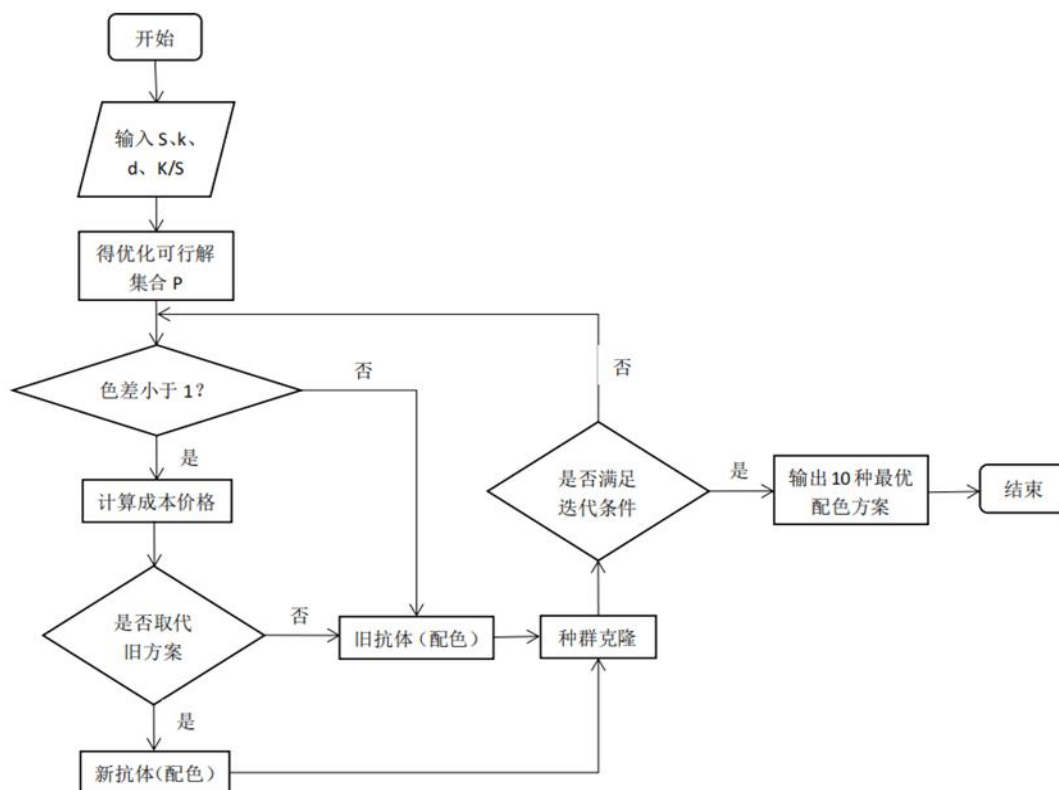 开始
输入 S、k、
d、K/S
得优化可行解
集合 P
色差小于 1？
否
是
计算成本价格
是否取代
旧方案
否
是
新抗体（配色）
旧抗体（配色）
种群克隆
是否满足
迭代条件
否
是
输出 10 种最优
配色方案
结束